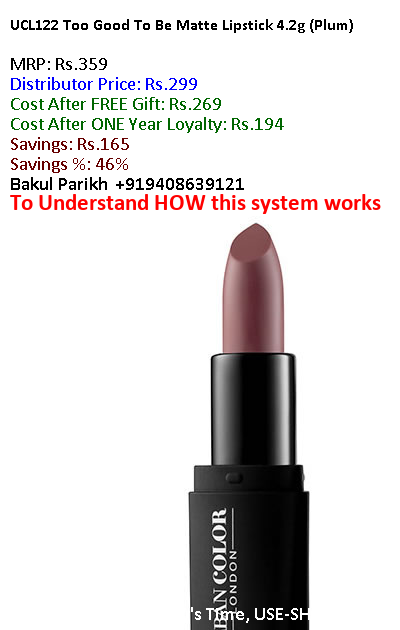 UCL122 Too Good To Be Matte Lipstick 4.2g (Plum)
MRP: Rs.359
Distributor Price: Rs.299
Cost After FREE Gift: Rs.269
Cost After ONE Year Loyalty: Rs.194
Savings: Rs.165
Savings %: 46%
Bakul Parikh +919408639121
To Understand HOW this system works
BAN COLOR
LONDON
's Time, USE-SH